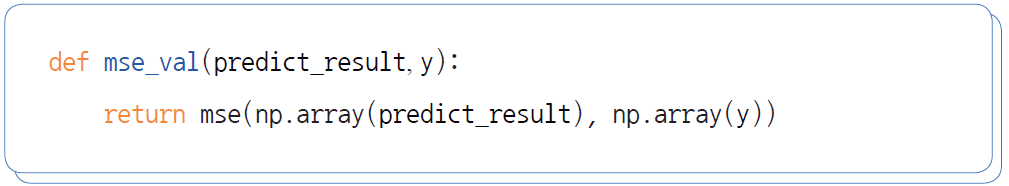 def mse_val(predict_result, y):
    return mse(np.array(predict_result), np.array(y))